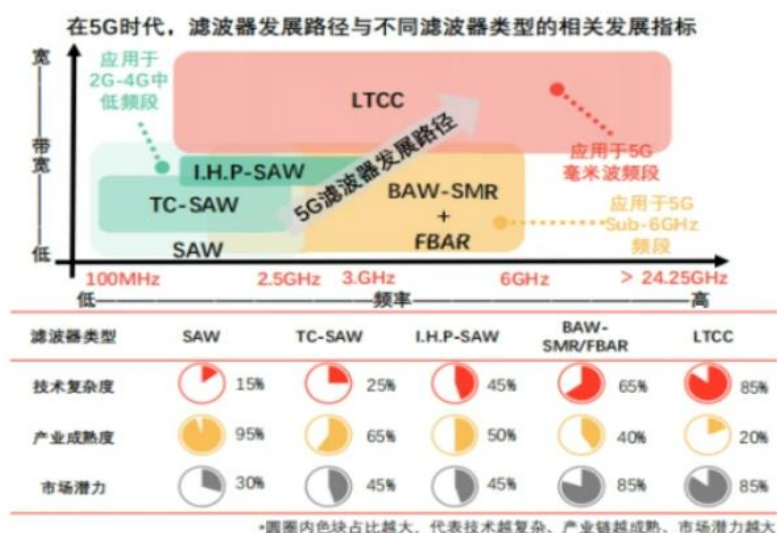 在5G时代，滤波器发展路径与不同滤波器类型的相关发展指标
宽
带
宽
低
应用于
2G-4G中
低频段
LTCC
5G滤波器发展路径
I.H.P-SAW
TC-SAW
SAW
BAW-SMR
+
FBAR
应用于5G
毫米波频段
应用于5G
Sub-6GHz
频段
100MHz 2.5GHz 3.GHz 6GHz > 24.25GHz
低 频率 高
滤波器类型 SAW TC-SAW I.H.P-SAW BAW-SMR/FBAR LTCC
技术复杂度 15% 25% 45% 65% 85%
产业成熟度 95% 65% 50% 40% 20%
市场潜力 30% 45% 45% 85% 85%
*圆圈内色块占比越大，代表技术越复杂、产业链越成熟、市场潜力越大